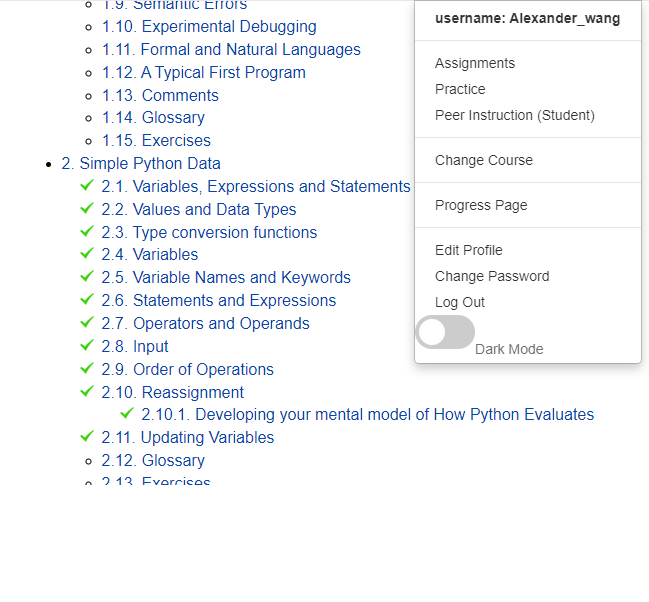 1.9. Semantic Errors
1.10. Experimental Debugging
1.11. Formal and Natural Languages
1.12. A Typical First Program
1.13. Comments
1.14. Glossary
1.15. Exercises
2. Simple Python Data
2.1. Variables, Expressions and Statements
2.2. Values and Data Types
2.3. Type conversion functions
2.4. Variables
2.5. Variable Names and Keywords
2.6. Statements and Expressions
2.7. Operators and Operands
2.8. Input
2.9. Order of Operations
2.10. Reassignment
2.10.1. Developing your mental model of How Python Evaluates
2.11. Updating Variables
2.12. Glossary
2.13. Exercises
username: Alexander_wang
Assignments
Practice
Peer Instruction (Student)
Change Course
Progress Page
Edit Profile
Change Password
Log Out
Dark Mode